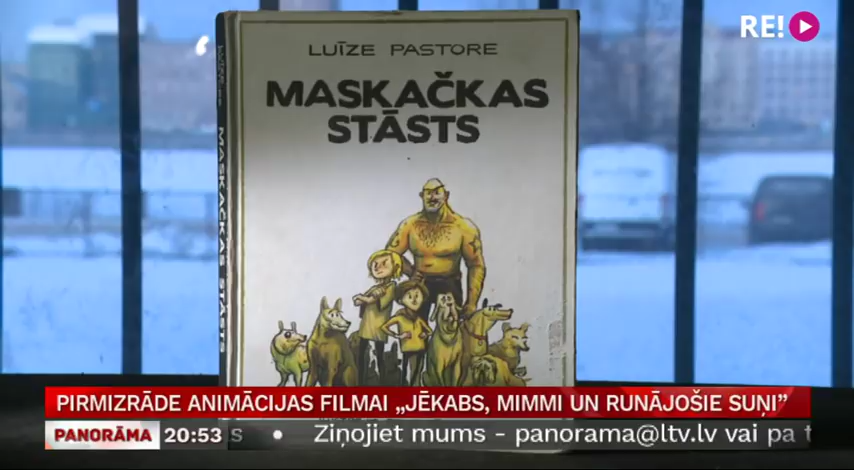 RE!
LUĪZE PASTORE
MASKAČKAS
STĀSTS
MASKAČKAS STĀSTS
PIRMIZRĀDE ANIMĀCIJAS FILMAI „JĒKABS, MIMMI UN RUNĀJOŠIE SUŅI”
PANORĀMA 20:53 S • Ziņojiet mums - panorama@ltv.lv vai pa t